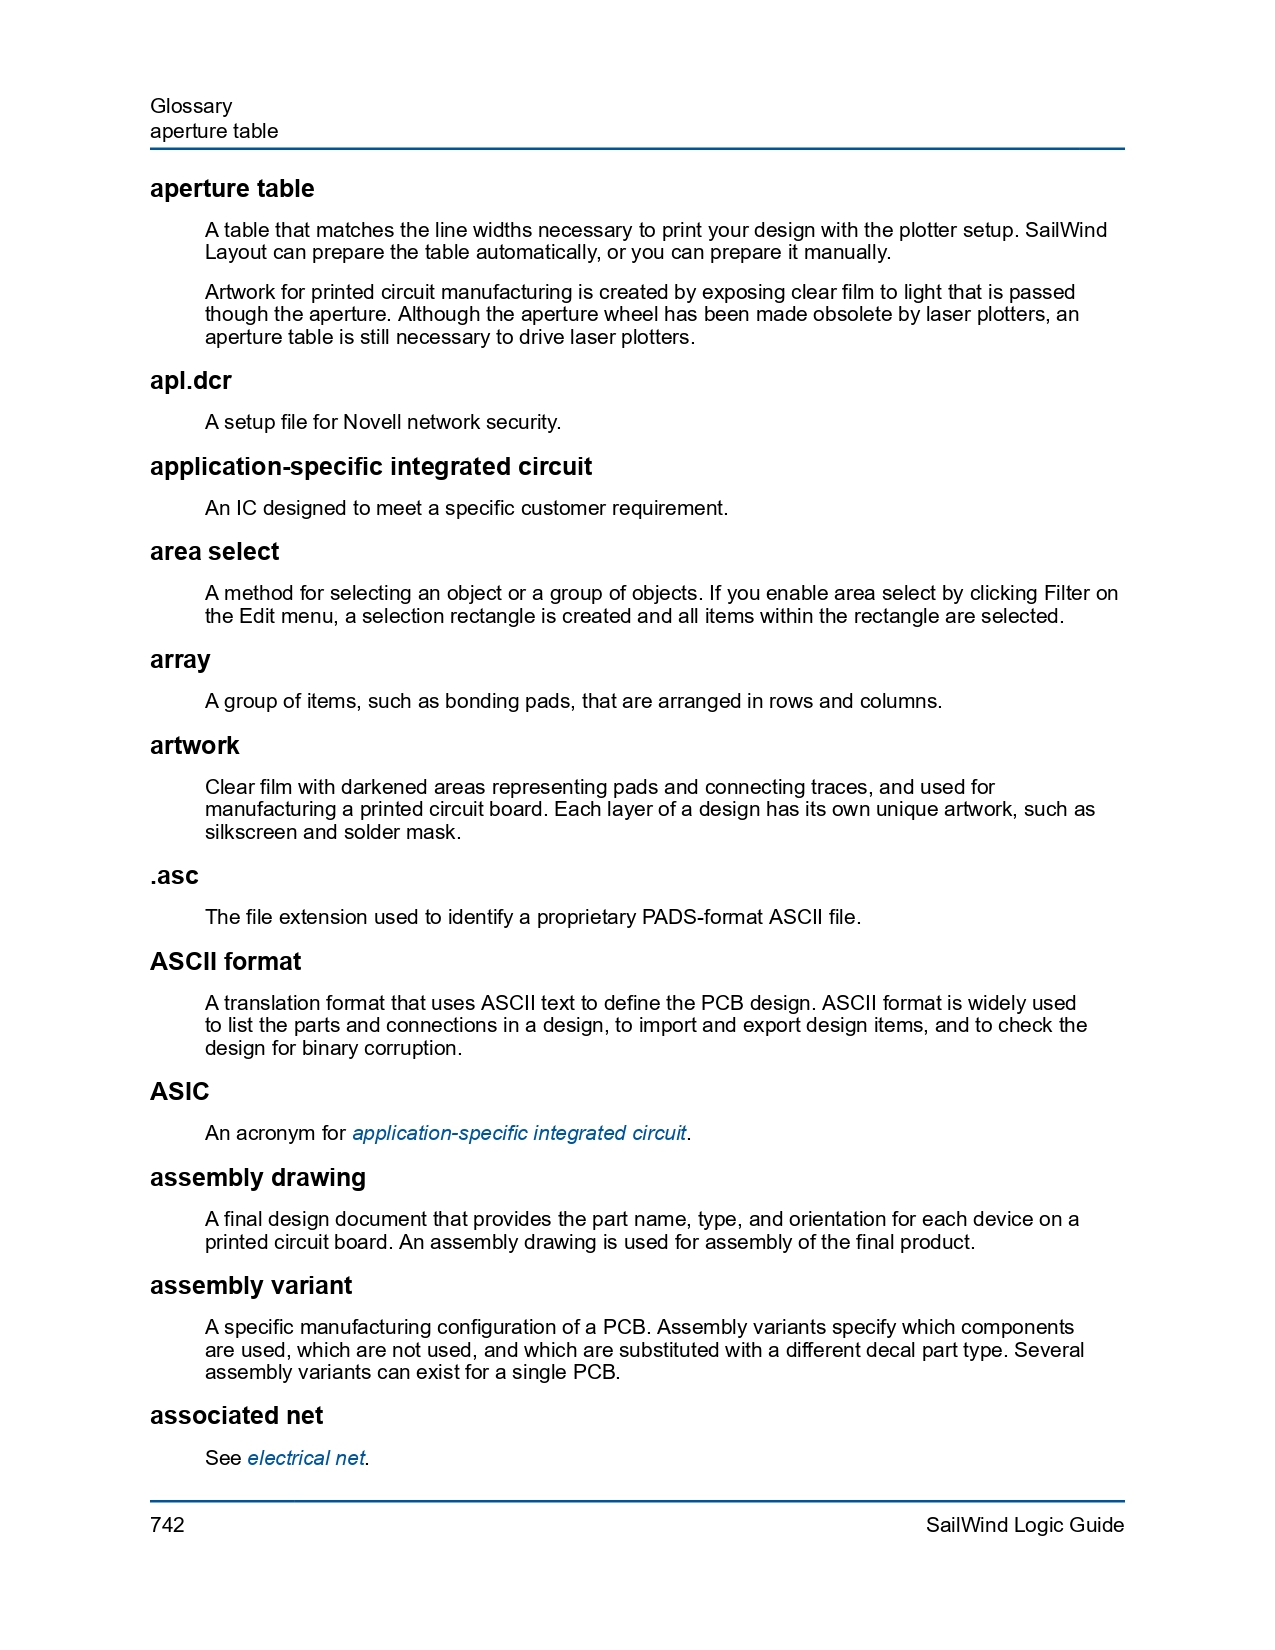 Glossary
aperture table
aperture table
A table that matches the line widths necessary to print your design with the plotter setup. SailWind
Layout can prepare the table automatically, or you can prepare it manually.
Artwork for printed circuit manufacturing is created by exposing clear film to light that is passed
though the aperture. Although the aperture wheel has been made obsolete by laser plotters, an
aperture table is still necessary to drive laser plotters.
apl.dcr
A setup file for Novell network security.
application-specific integrated circuit
An IC designed to meet a specific customer requirement.
area select
A method for selecting an object or a group of objects. If you enable area select by clicking Filter on
the Edit menu, a selection rectangle is created and all items within the rectangle are selected.
array
A group of items, such as bonding pads, that are arranged in rows and columns.
artwork
Clear film with darkened areas representing pads and connecting traces, and used for
manufacturing a printed circuit board. Each layer of a design has its own unique artwork, such as
silkscreen and solder mask.
.asc
The file extension used to identify a proprietary PADS-format ASCII file.
ASCII format
A translation format that uses ASCII text to define the PCB design. ASCII format is widely used
to list the parts and connections in a design, to import and export design items, and to check the
design for binary corruption.
ASIC
An acronym for application-specific integrated circuit.
assembly drawing
A final design document that provides the part name, type, and orientation for each device on a
printed circuit board. An assembly drawing is used for assembly of the final product.
assembly variant
A specific manufacturing configuration of a PCB. Assembly variants specify which components
are used, which are not used, and which are substituted with a different decal part type. Several
assembly variants can exist for a single PCB.
associated net
See electrical net.
742
SailWind Logic Guide